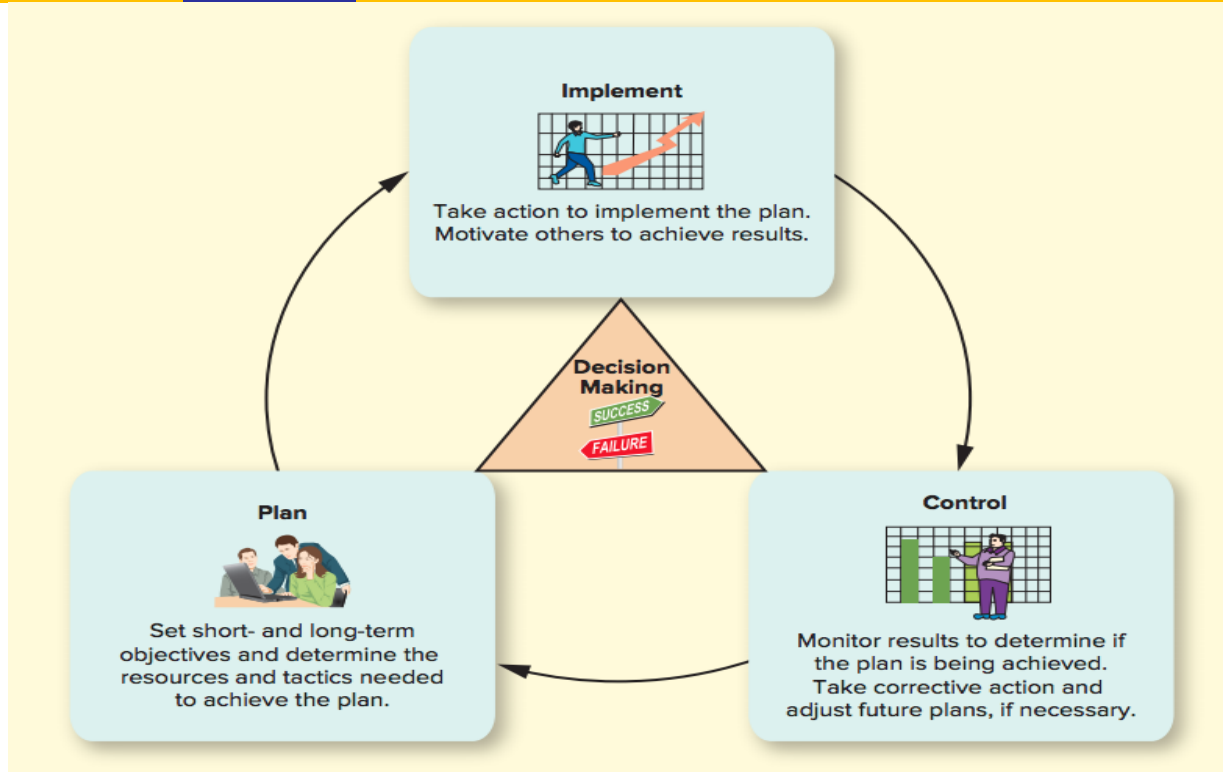 Implement
Take action to implement the plan.
Motivate others to achieve results.
Decision
Making
SUCCESS
FAILURE
Plan
Set short- and long-term
objectives and determine the
resources and tactics needed
to achieve the plan.
Control
Monitor results to determine if
the plan is being achieved.
Take corrective action and
adjust future plans, if necessary.